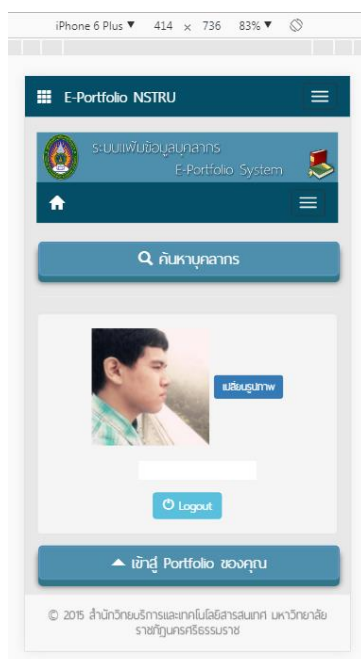 iPhone 6 Plus ▼ 414 × 736 83% ▼
E-Portfolio NSTRU
ระบบแฟ้มข้อมูลบุคลากร
E-Portfolio System
ค้นหาบุคลากร
เปลี่ยนรูปภาพ
Logout
เข้าสู่ Portfolio ของคุณ
© 2015 สำนักวิทยบริการและเทคโนโลยีสารสนเทศ มหาวิทยาลัย
ราชภัฏนครศรีธรรมราช